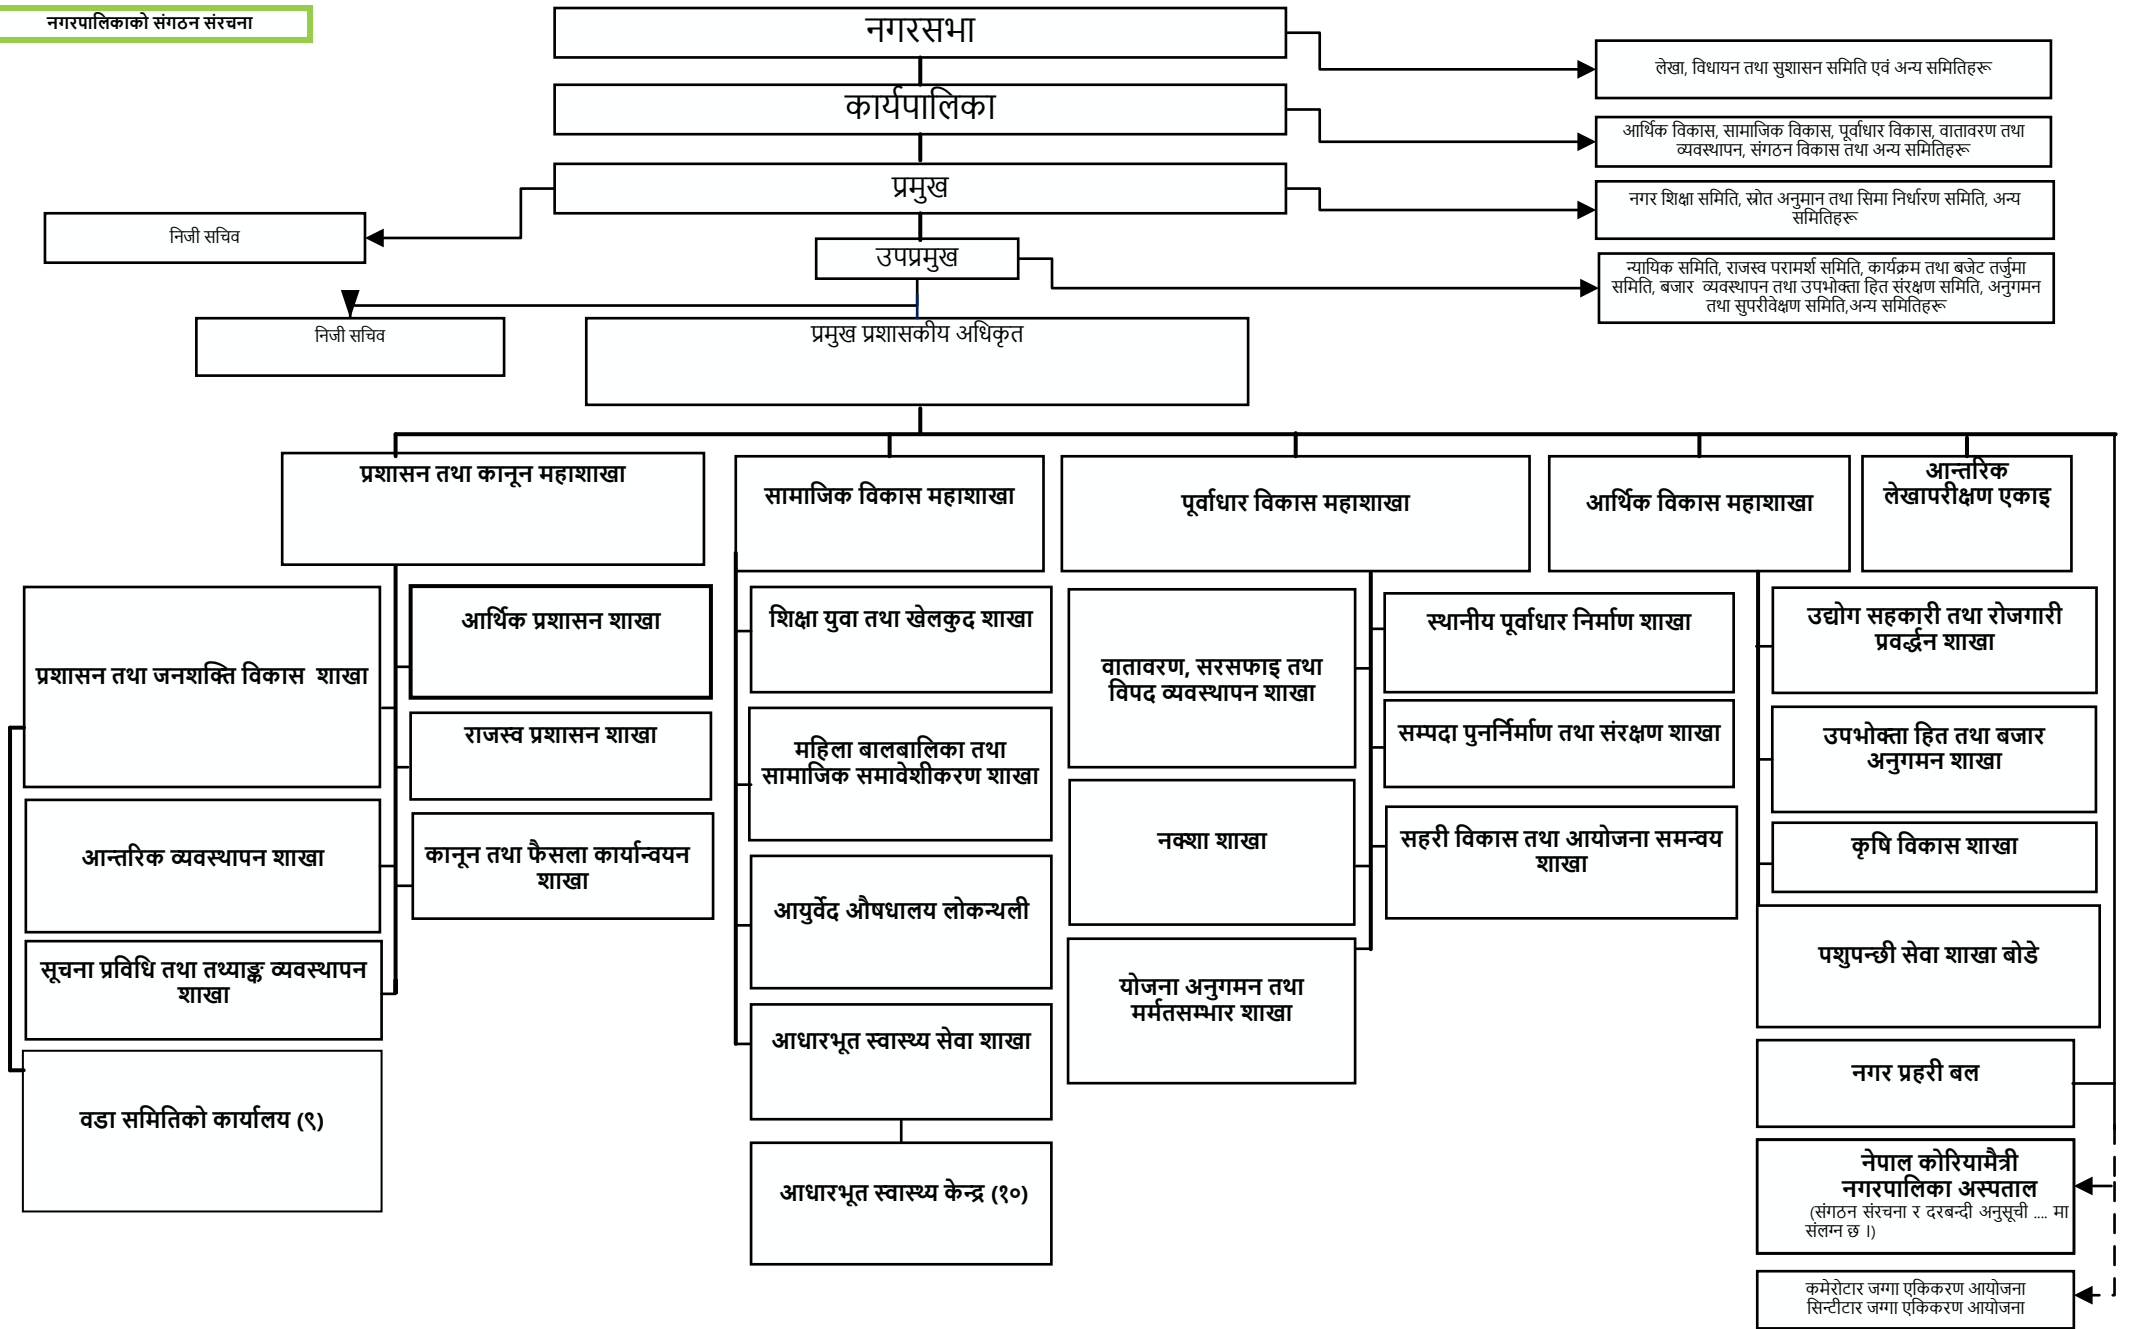 नगरपालिकाको संगठन संरचना
नगरसभा
लेखा, विधायन तथा सुशासन समिति एवं अन्य समितिहरू
कार्यपालिका
आर्थिक विकास, सामाजिक विकास, पूर्वाधार विकास, वातावरण तथा
व्यवस्थापन, संगठन विकास तथा अन्य समितिहरू
प्रमुख
नगर शिक्षा समिति, स्रोत अनुमान तथा सिमा निर्धारण समिति, अन्य
समितिहरू
निजी सचिव
उपप्रमुख
न्यायिक समिति, राजस्व परामर्श समिति, कार्यक्रम तथा बजेट तर्जुमा
समिति, बजार व्यवस्थापन तथा उपभोक्ता हित संरक्षण समिति, अनुगमन
तथा सुपरीवेक्षण समिति,अन्य समितिहरू
निजी सचिव
प्रमुख प्रशासकीय अधिकृत
प्रशासन तथा कानून महाशाखा
सामाजिक विकास महाशाखा
पूर्वाधार विकास महाशाखा
आर्थिक विकास महाशाखा
आन्तरिक
लेखापरीक्षण एकाइ
प्रशासन तथा जनशक्ति विकास शाखा
आन्तरिक व्यवस्थापन शाखा
सूचना प्रविधि तथा तथ्याङ्क व्यवस्थापन
शाखा
वडा समितिको कार्यालय (९)
आर्थिक प्रशासन शाखा
राजस्व प्रशासन शाखा
कानून तथा फैसला कार्यान्वयन
शाखा
शिक्षा युवा तथा खेलकुद शाखा
महिला बालबालिका तथा
सामाजिक समावेशीकरण शाखा
आयुर्वेद औषधालय लोकन्थली
आधारभूत स्वास्थ्य सेवा शाखा
आधारभूत स्वास्थ्य केन्द्र (१०)
वातावरण, सरसफाइ तथा
विपद व्यवस्थापन शाखा
नक्शा शाखा
योजना अनुगमन तथा
मर्मतसम्भार शाखा
स्थानीय पूर्वाधार निर्माण शाखा
सम्पदा पुनर्निर्माण तथा संरक्षण शाखा
सहरी विकास तथा आयोजना समन्वय
शाखा
उद्योग सहकारी तथा रोजगारी
प्रवर्द्धन शाखा
उपभोक्ता हित तथा बजार
अनुगमन शाखा
कृषि विकास शाखा
पशुपन्छी सेवा शाखा बोडे
नगर प्रहरी बल
नेपाल कोरियामैत्री
नगरपालिका अस्पताल
(संगठन संरचना र दरबन्दी अनुसूची .... मा
संलग्न छ ।)
कमेरोटार जग्गा एकिकरण आयोजना
सिन्टीटार जग्गा एकिकरण आयोजना